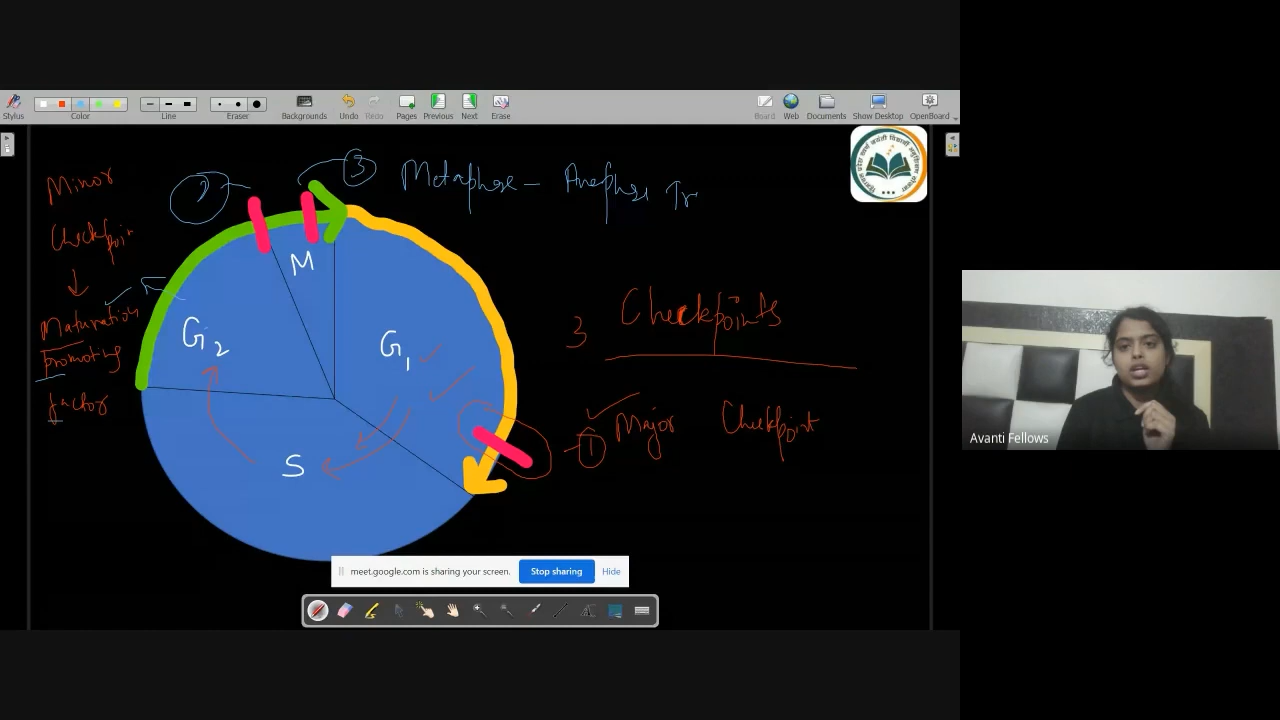 Stylus
Color
Line
Eraser
Backgrounds
Undo
Redo
Pages
Previous
Next
Erase
Board
Web
Documents
Show Desktop
OpenBoard
Minor
Checkpoin
Maturation
promoting
factor
2
3 Metaphase - Anaphase Tr
M
G2
G1
S
3 Checkpoints
1 Major Checkpoint
Avanti Fellows
meet.google.com is sharing your screen.
Stop sharing
Hide